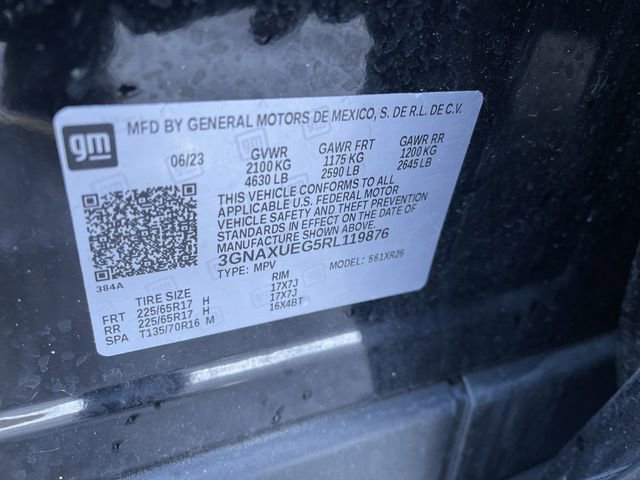 gm
MFD BY GENERAL MOTORS DE MEXICO, S. DE R.L. DE C.V.
06/23 GVWR GAWR FRT GAWR RR
2100 KG 1175 KG 1200 KG
4630 LB 2590 LB 2645 LB
THIS VEHICLE CONFORMS TO ALL
APPLICABLE U.S. FEDERAL MOTOR
VEHICLE SAFETY AND THEFT PREVENTION
STANDARDS IN EFFECT ON THE DATE OF
MANUFACTURE SHOWN ABOVE.
3GNAXUEG5RL119876
TYPE: MPV MODEL: 561XR26
384A
TIRE SIZE RIM
FRT 225/65R17 H 17X7J
RR 225/65R17 H 17X7J
SPA T135/70R16 M 16X4BT